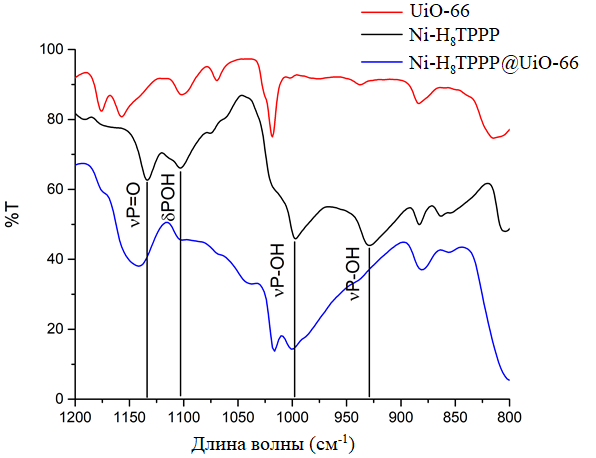 UiO-66
Ni-H₈TPPP
Ni-H₈TPPP@UiO-66
%T
100
80
60
40
20
0
νP=O
δPOH
νP-OH
νP-OH
1200 1150 1100 1050 1000 950 900 850 800
Длина волны (см⁻¹)